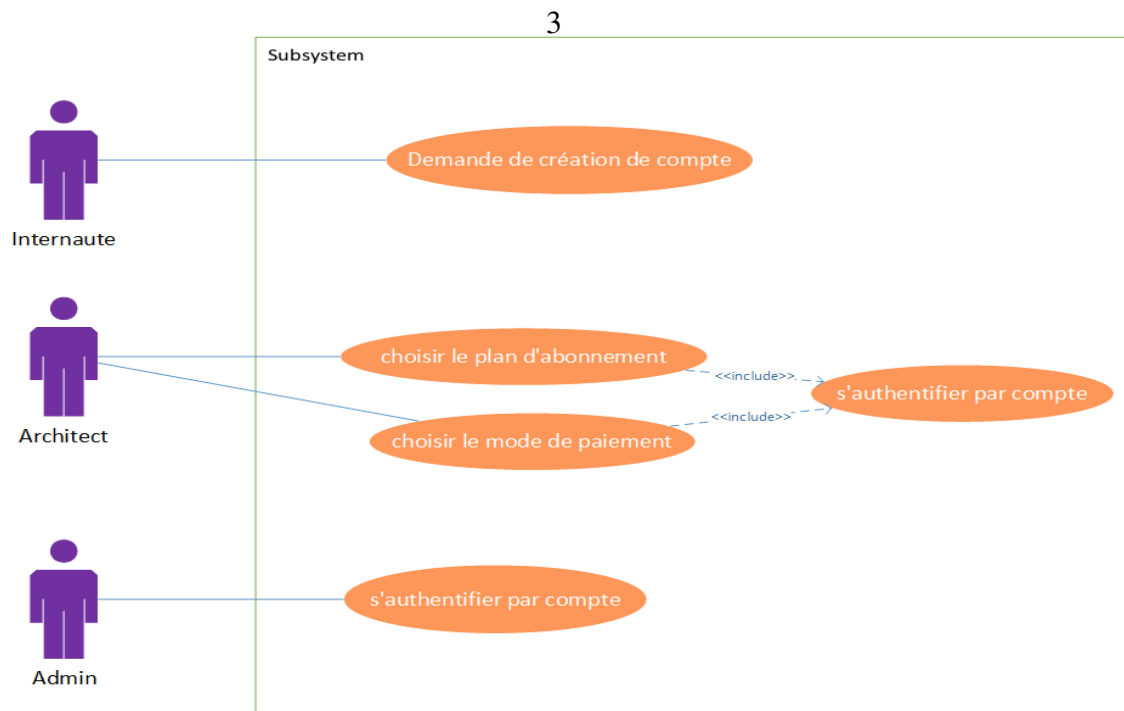 3
Subsystem
Demande de création de compte
Internaute
choisir le plan d'abonnement
<<include>>
s'authentifier par compte
<<include>>
choisir le mode de paiement
Architect
s'authentifier par compte
Admin